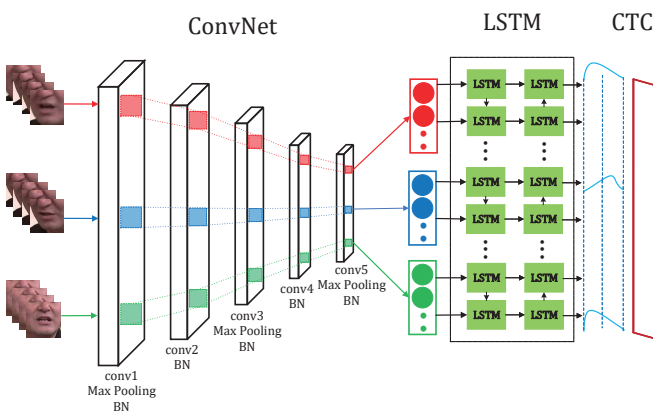 ConvNet
LSTM
CTC
LSTM LSTM
LSTM LSTM
LSTM LSTM
LSTM LSTM
LSTM LSTM
LSTM LSTM
conv1
Max Pooling
BN
conv2
BN
conv3
Max Pooling
BN
conv4
BN
conv5
Max Pooling
BN